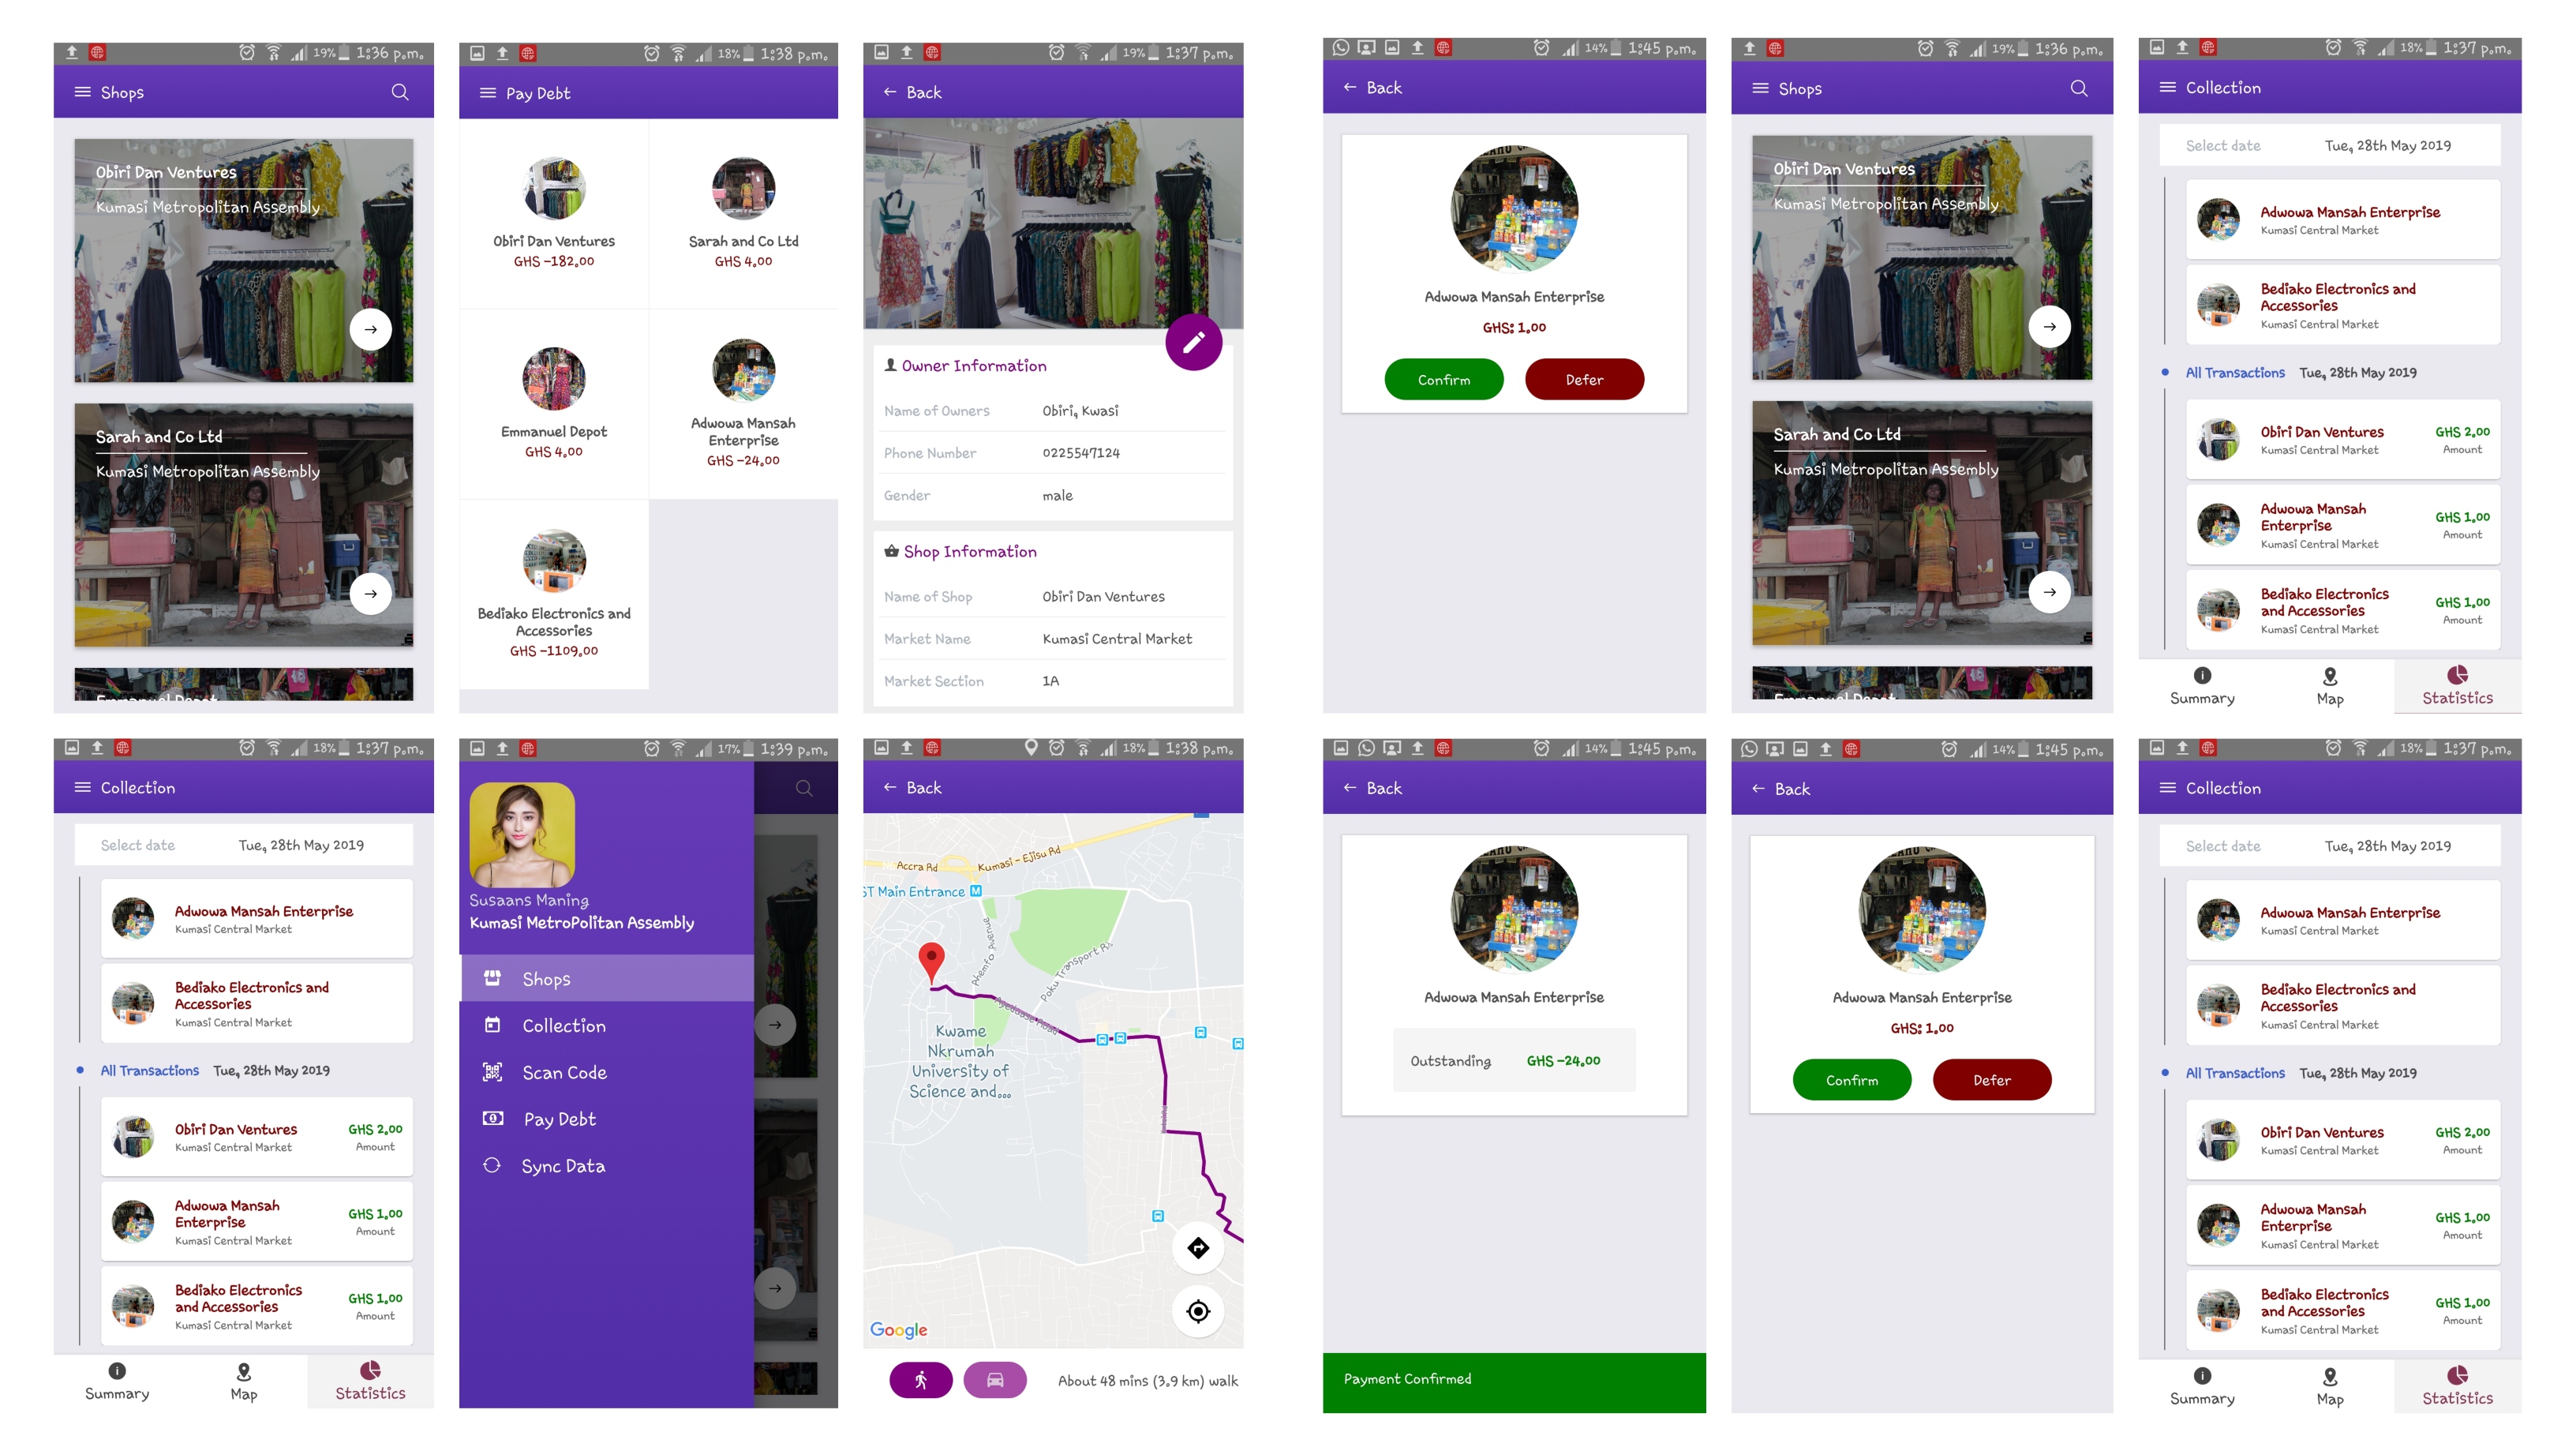 19% 1:36 p.m.
Shops
Obiri Dan Ventures
Kumasi Metropolitan Assembly
Sarah and Co Ltd
Kumasi Metropolitan Assembly
Emmanuel Depot
18% 1:38 p.m.
Pay Debt
Obiri Dan Ventures
GHS -182.00
Sarah and Co Ltd
GHS 4.00
Emmanuel Depot
GHS 4.00
Adwowa Mansah
Enterprise
GHS -24.00
Bediako Electronics and
Accessories
GHS -1109.00
19% 1:37 p.m.
Back
Owner Information
Name of Owners Obiri, Kwasi
Phone Number 0225547124
Gender male
Shop Information
Name of Shop Obiri Dan Ventures
Market Name Kumasi Central Market
Market Section 1A
14% 1:45 p.m.
Back
Adwowa Mansah Enterprise
GHS: 1.00
Confirm Defer
19% 1:36 p.m.
Shops
Obiri Dan Ventures
Kumasi Metropolitan Assembly
Sarah and Co Ltd
Kumasi Metropolitan Assembly
Emmanuel Depot
18% 1:37 p.m.
Collection
Select date Tue, 28th May 2019
Adwowa Mansah Enterprise
Kumasi Central Market
Bediako Electronics and
Accessories
Kumasi Central Market
All Transactions Tue, 28th May 2019
Obiri Dan Ventures GHS 2.00
Kumasi Central Market Amount
Adwowa Mansah
Enterprise GHS 1.00
Kumasi Central Market Amount
Bediako Electronics
and Accessories GHS 1.00
Kumasi Central Market Amount
Summary Map Statistics
18% 1:37 p.m.
Collection
Select date Tue, 28th May 2019
Adwowa Mansah Enterprise
Kumasi Central Market
Bediako Electronics and
Accessories
Kumasi Central Market
All Transactions Tue, 28th May 2019
Obiri Dan Ventures GHS 2.00
Kumasi Central Market Amount
Adwowa Mansah
Enterprise GHS 1.00
Kumasi Central Market Amount
Bediako Electronics
and Accessories GHS 1.00
Kumasi Central Market Amount
Summary Map Statistics
17% 1:39 p.m.
Susaans Maning
Kumasi MetroPolitan Assembly
Shops
Collection
Scan Code
Pay Debt
Sync Data
18% 1:38 p.m.
Back
Accra Rd
Kumasi - Ejisu Rd
ST Main Entrance
Ahemfo Avenue
Poku Transport Rd
Ayeduase Road
Kwame
Nkrumah
University of
Science and...
Google
About 48 mins (3.9 km) walk
14% 1:45 p.m.
Back
Adwowa Mansah Enterprise
Outstanding GHS -24.00
Payment Confirmed
14% 1:45 p.m.
Back
Adwowa Mansah Enterprise
GHS: 1.00
Confirm Defer
18% 1:37 p.m.
Collection
Select date Tue, 28th May 2019
Adwowa Mansah Enterprise
Kumasi Central Market
Bediako Electronics and
Accessories
Kumasi Central Market
All Transactions Tue, 28th May 2019
Obiri Dan Ventures GHS 2.00
Kumasi Central Market Amount
Adwowa Mansah
Enterprise GHS 1.00
Kumasi Central Market Amount
Bediako Electronics
and Accessories GHS 1.00
Kumasi Central Market Amount
Summary Map Statistics